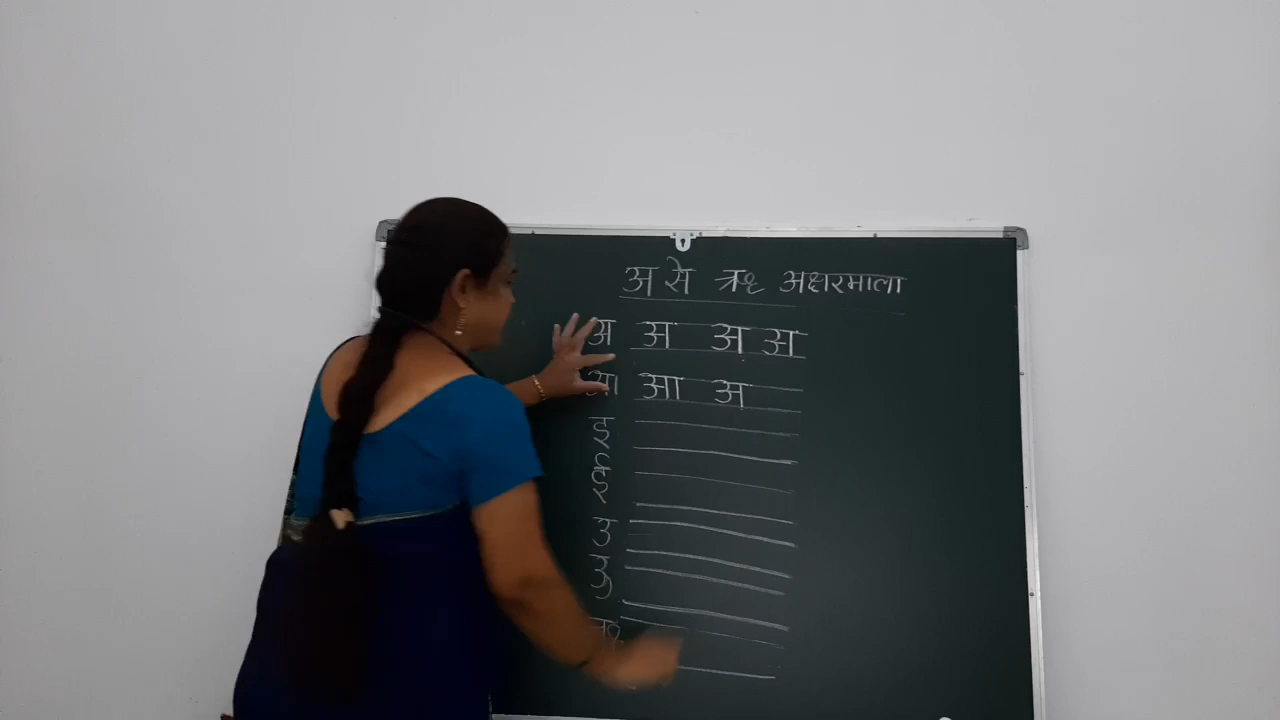 अ से ऋ अक्षरमाला
अ अ अ अ
आ आ अ
इ
ई
उ
ऊ
ऋ